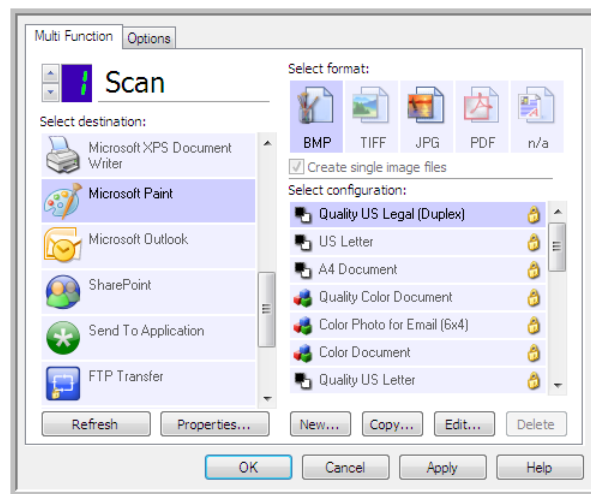 Multi Function
Options
1
Scan
Select destination:
Microsoft XPS Document
Writer
Microsoft Paint
Microsoft Outlook
SharePoint
Send To Application
FTP Transfer
Refresh
Properties...
Select format:
BMP
TIFF
JPG
PDF
n/a
Create single image files
Select configuration:
Quality US Legal (Duplex)
US Letter
A4 Document
Quality Color Document
Color Photo for Email (6x4)
Color Document
Quality US Letter
New...
Copy...
Edit...
Delete
OK
Cancel
Apply
Help